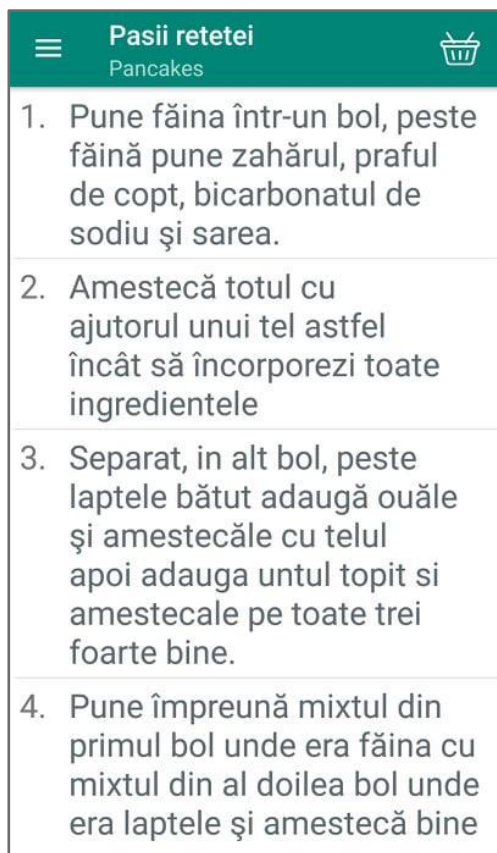 Pasii retetei
Pancakes
1. Pune făina într-un bol, peste
făină pune zahărul, praful
de copt, bicarbonatul de
sodiu şi sarea.
2. Amestecă totul cu
ajutorul unui tel astfel
încât să încorporezi toate
ingredientele
3. Separat, in alt bol, peste
laptele bătut adaugă ouăle
şi amestecăle cu telul
apoi adauga untul topit si
amestecale pe toate trei
foarte bine.
4. Pune împreună mixtul din
primul bol unde era făina cu
mixtul din al doilea bol unde
era laptele şi amestecă bine